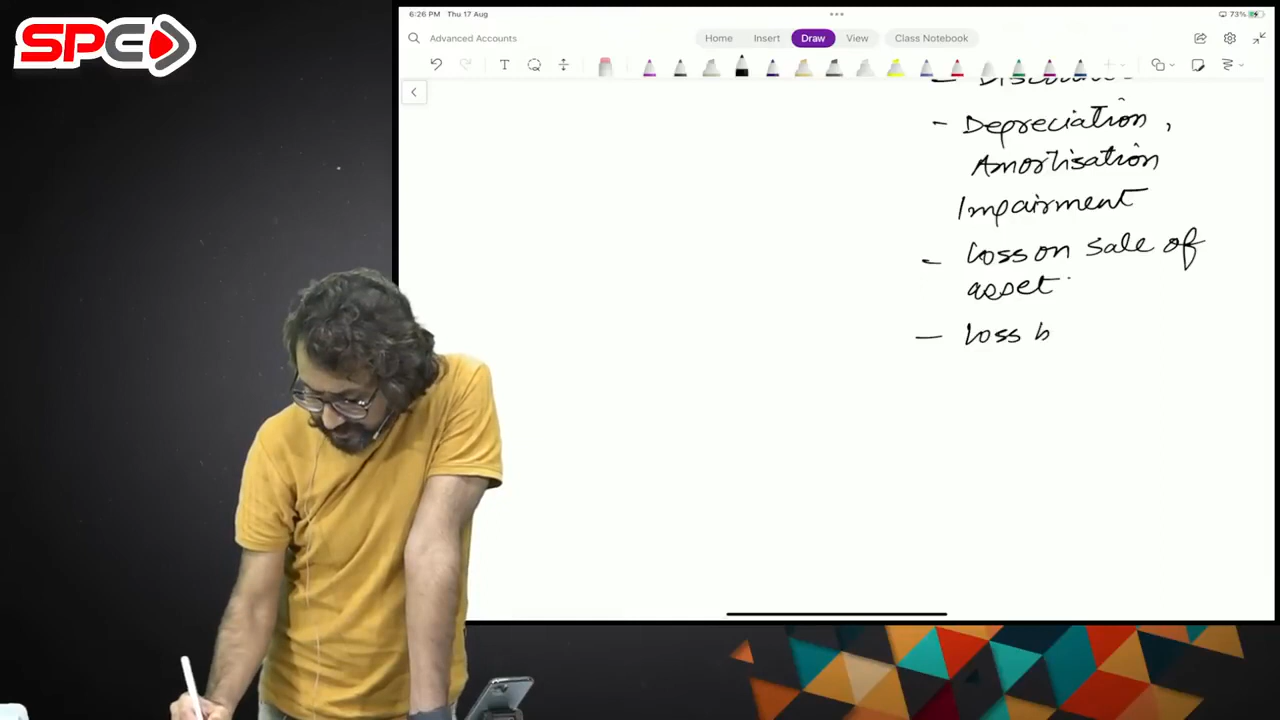 SPC
6:26 PM Thu 17 Aug
73%
Advanced Accounts
Home Insert Draw View Class Notebook
- Depreciation ,
Amortisation
Impairment
- Loss on sale of
asset
- Loss b